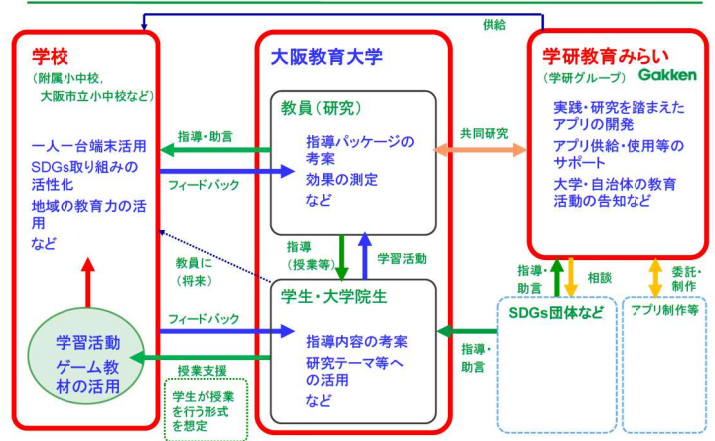 供給
学校
(附属小中校,
大阪市立小中校など)
一人一台端末活用
SDGs取り組みの
活性化
地域の教育力の活
用
など
学習活動
ゲーム教
材の活用
指導・助言
フィードバック
教員に
(将来)
フィードバック
授業支援
学生が授業
を行う形式
を想定
大阪教育大学
教員(研究)
指導パッケージの
考案
効果の測定
など
指導
(授業等)
学習活動
学生・大学院生
指導内容の考案
研究テーマ等へ
の活用
など
共同研究
指導・
助言
学研教育みらい
(学研グループ) Gakken
実践・研究を踏まえた
アプリの開発
アプリ供給・使用等の
サポート
大学・自治体の教育
活動の告知など
指導・
助言
相談
委託・
制作
SDGs団体など
アプリ制作等